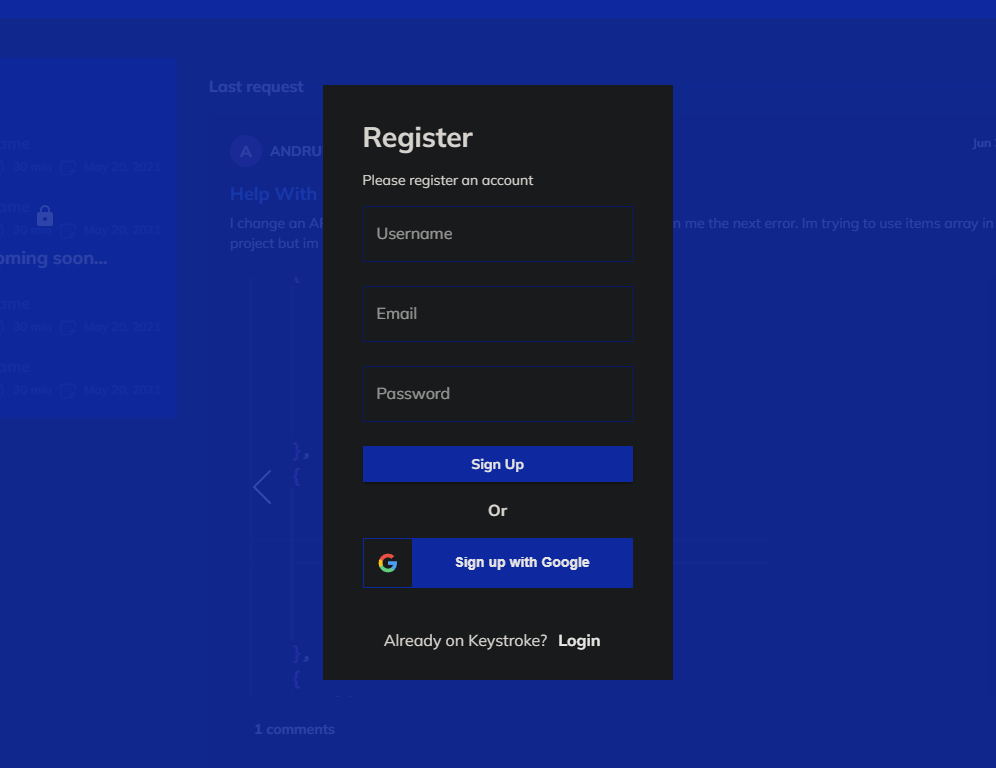 Last request
A
ANDRU
Jun
Help With
I change an
n me the next error. Im trying to use items array in
project but im
ame
30 min May 20, 2023
ame
30 min May 20, 2023
oming soon...
ame
30 min May 20, 2023
ame
30 min May 20, 2023
Register
Please register an account
Username
Email
Password
Sign Up
Or
Sign up with Google
Already on Keystroke? Login
},
{
},
{
1 comments